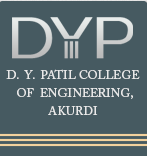 DYP
D. Y. PATIL COLLEGE
OF ENGINEERING,
AKURDI